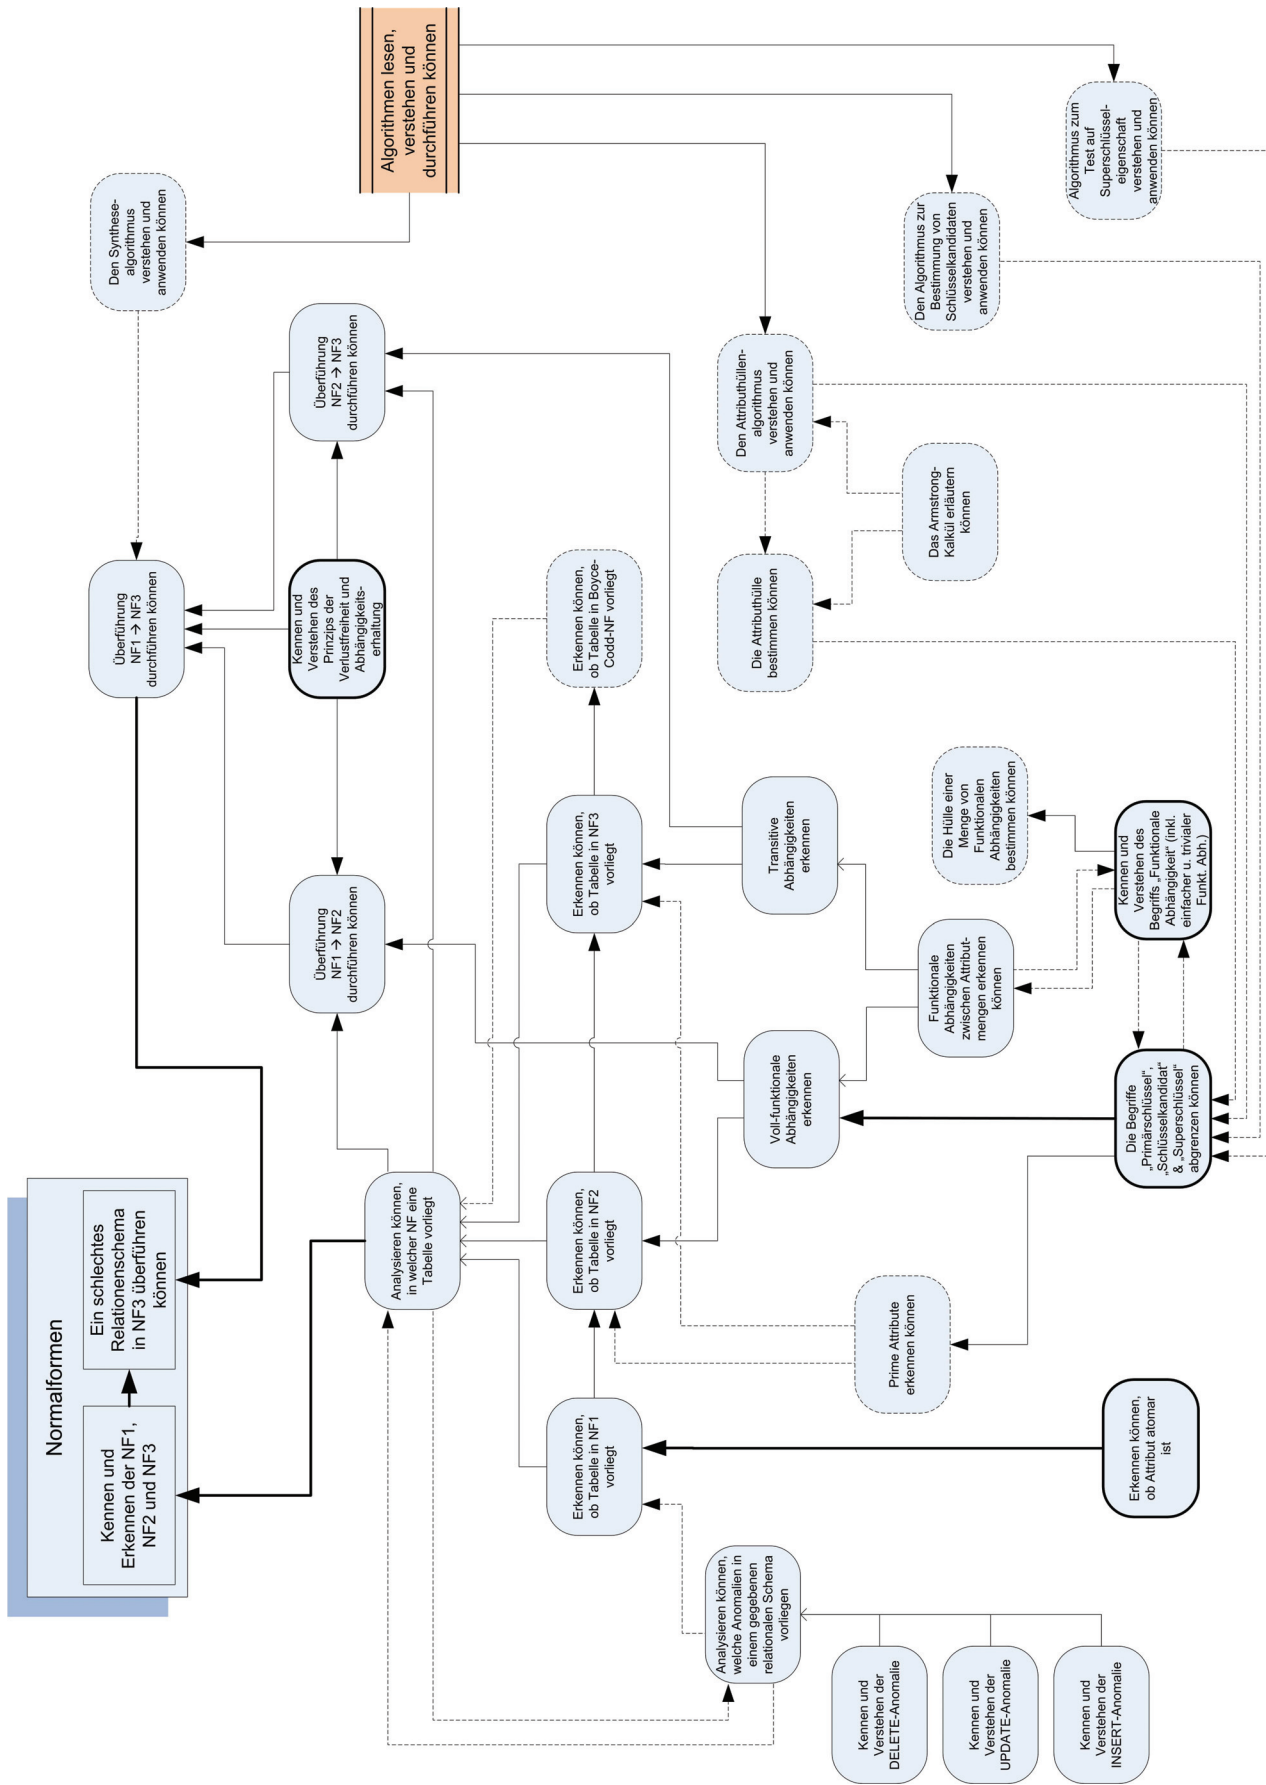 Normalformen
Kennen und
Erkennen der NF1,
NF2 und NF3
Ein schlechtes
Relationenschema
in NF3 überführen
können
Überführung
NF1 → NF3
durchführen können
Den Synthese-
algorithmus
verstehen und
anwenden können
Analysieren können,
in welcher NF eine
Tabelle vorliegt
Überführung
NF1 → NF2
durchführen können
Kennen und
Verstehen des
Prinzips der
Verlustfreiheit und
Abhängigkeits-
erhaltung
Überführung
NF2 → NF3
durchführen können
Algorithmen lesen,
verstehen und
durchführen können
Erkennen können,
ob Tabelle in NF1
vorliegt
Erkennen können,
ob Tabelle in NF2
vorliegt
Erkennen können,
ob Tabelle in NF3
vorliegt
Erkennen können,
ob Tabelle in Boyce-
Codd-NF vorliegt
Analysieren können,
welche Anomalien in
einem gegebenen
relationalen Schema
vorliegen
Voll-funktionale
Abhängigkeiten
erkennen
Transitive
Abhängigkeiten
erkennen
Die Attributhülle
bestimmen können
Den Attributhüllen-
algorithmus
verstehen und
anwenden können
Kennen und
Verstehen der
DELETE-Anomalie
Prime Attribute
erkennen können
Funktionale
Abhängigkeiten
zwischen Attribut-
mengen erkennen
können
Die Hülle einer
Menge von
Funktionalen
Abhängigkeiten
bestimmen können
Das Armstrong-
Kalkül erläutern
können
Den Algorithmus zur
Bestimmung von
Schlüsselkandidaten
verstehen und
anwenden können
Kennen und
Verstehen der
UPDATE-Anomalie
Kennen und
Verstehen der
INSERT-Anomalie
Erkennen können,
ob Attribut atomar
ist
Die Begriffe
„Primärschlüssel“,
„Schlüsselkandidat“
& „Superschlüssel“
abgrenzen können
Kennen und
Verstehen des
Begriffs „Funktionale
Abhängigkeit“ (inkl.
einfacher u. trivialer
Funkt. Abh.)
Algorithmus zum
Test auf
Superschlüssel-
eigenschaft
verstehen und
anwenden können